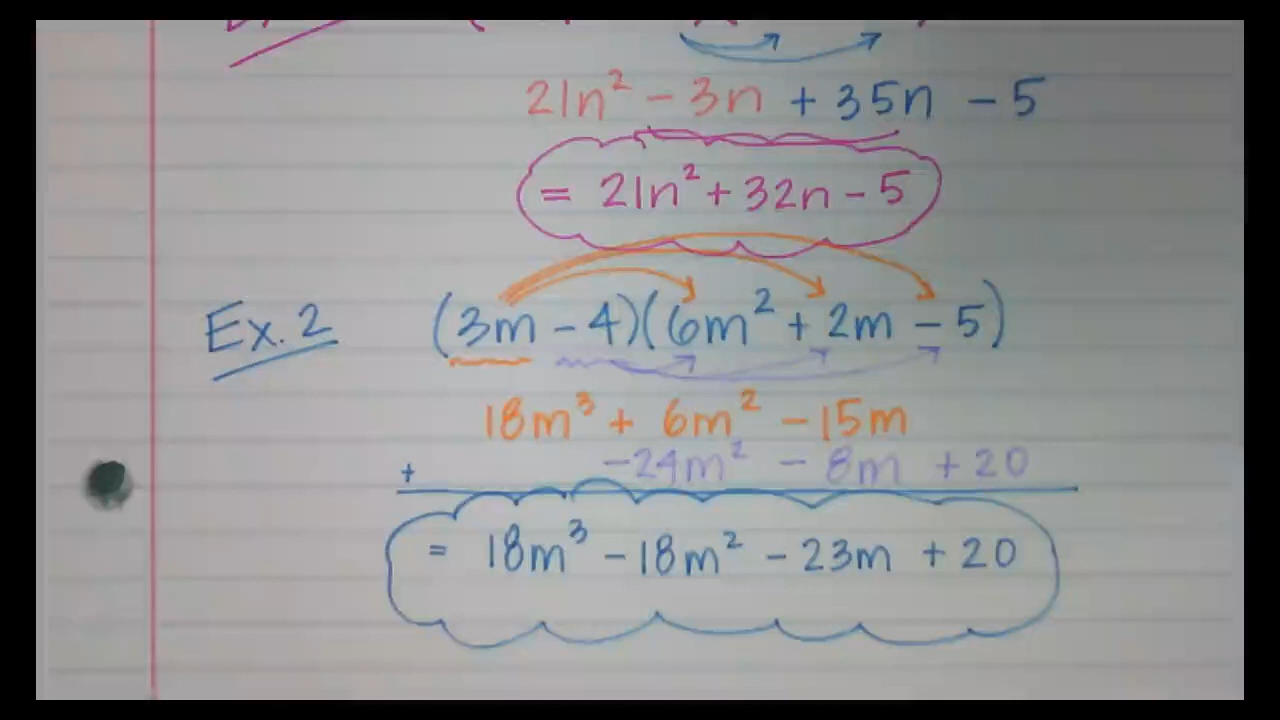 21n² - 3n + 35n - 5
= 21n² + 32n - 5
Ex. 2 (3m - 4)(6m² + 2m - 5)
18m³ + 6m² - 15m
+ -24m² - 8m + 20
= 18m³ - 18m² - 23m + 20